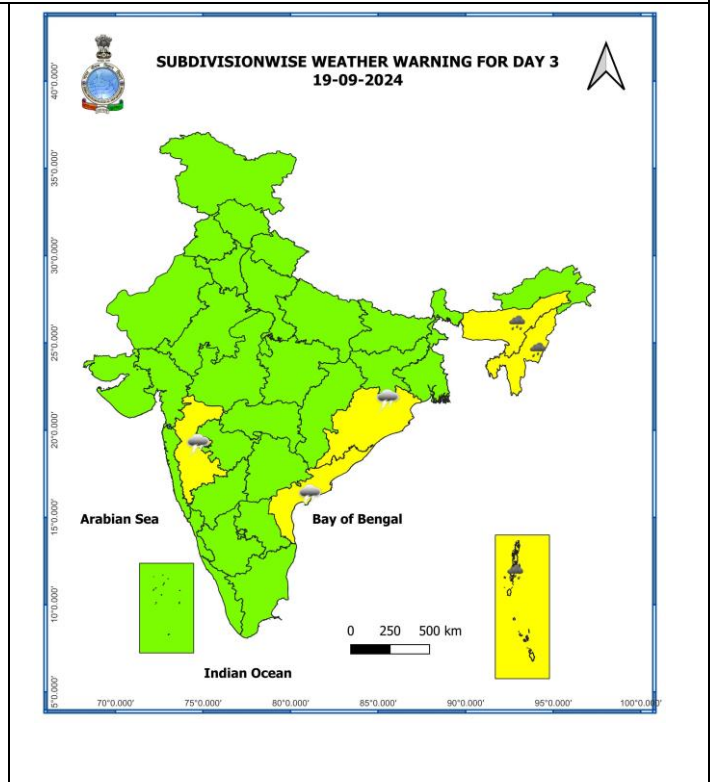 SUBDIVISIONWISE WEATHER WARNING FOR DAY 3
19-09-2024
40°0.000'
35°0.000'
30°0.000'
25°0.000'
20°0.000'
15°0.000'
10°0.000'
5°0.000'
Arabian Sea
Bay of Bengal
0 250 500 km
Indian Ocean
70°0.000' 75°0.000' 80°0.000' 85°0.000' 90°0.000' 95°0.000' 100°0.000'